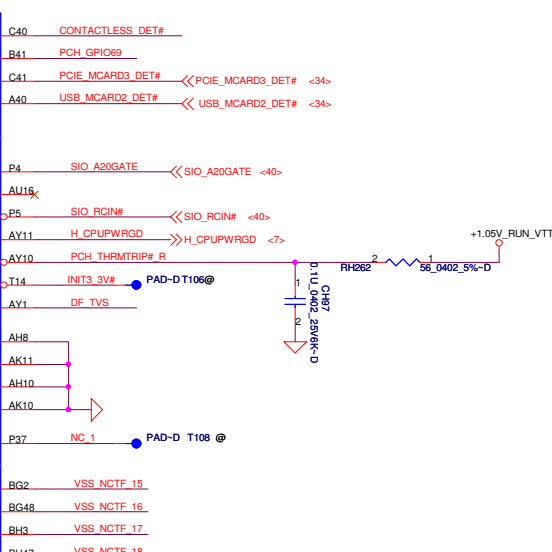 C40 CONTACTLESS_DET#
B41 PCH_GPIO69
C41 PCIE_MCARD3_DET# PCIE_MCARD3_DET# <34>
A40 USB_MCARD2_DET# USB_MCARD2_DET# <34>
P4 SIO_A20GATE SIO_A20GATE <40>
AU16
P5 SIO_RCIN# SIO_RCIN# <40>
AY11 H_CPUPWRGD H_CPUPWRGD <7>
+1.05V_RUN_VTT
AY10 PCH_THRMTRIP#_R
RH262 2 1 56_0402_5%~D
T14 INIT3_3V# PAD~D T106@
1
2
CH97
0.1U_0402_25V6K~D
AY1 DF_TVS
AH8
AK11
AH10
AK10
P37 NC_1 PAD~D T108 @
BG2 VSS_NCTF_15
BG48 VSS_NCTF_16
BH3 VSS_NCTF_17
BH47 VSS_NCTF_18